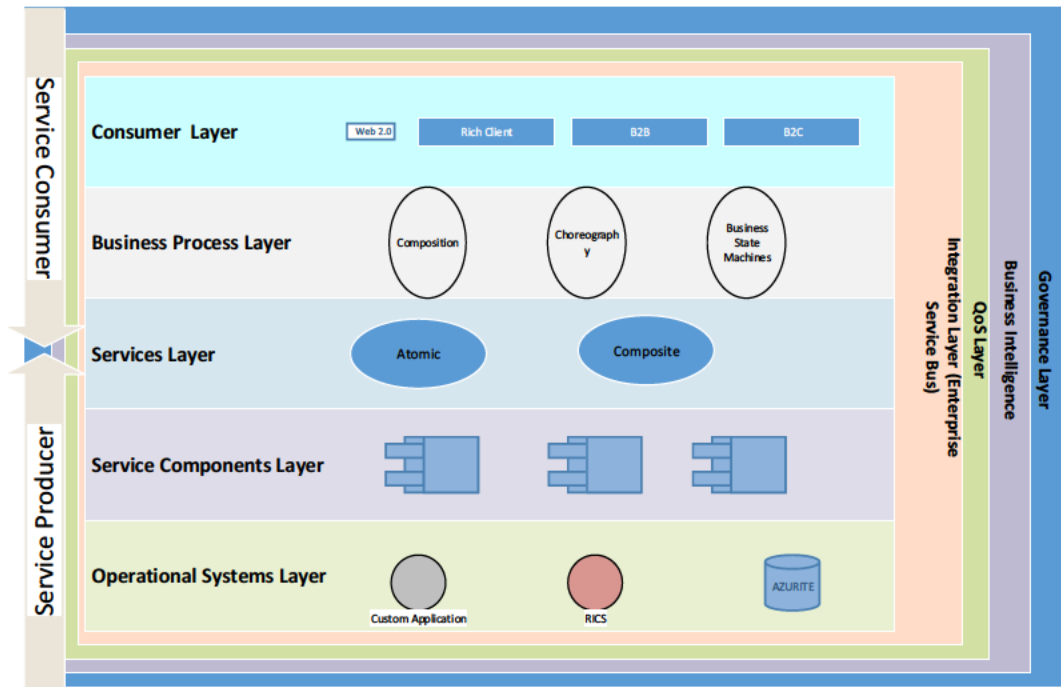 Service Consumer
Service Producer
Consumer Layer
Web 2.0
Rich Client
B2B
B2C
Business Process Layer
Composition
Choreograph
y
Business
State
Machines
Services Layer
Atomic
Composite
Service Components Layer
Operational Systems Layer
Custom Application
RICS
AZURITE
Integration Layer (Enterprise
Service Bus)
QoS Layer
Business Intelligence
Governance Layer